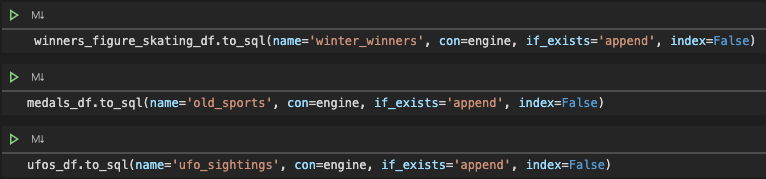 M↓
winners_figure_skating_df.to_sql(name='winter_winners', con=engine, if_exists='append', index=False)
M↓
medals_df.to_sql(name='old_sports', con=engine, if_exists='append', index=False)
M↓
ufos_df.to_sql(name='ufo_sightings', con=engine, if_exists='append', index=False)